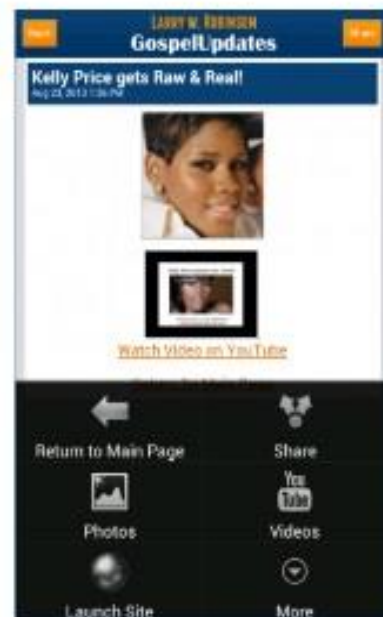 LARRY W. ROBINSON
GospelUpdates
Kelly Price gets Raw & Real!
Watch Video on YouTube
Return to Main Page
Share
Photos
You
Tube
Videos
Launch Site
More